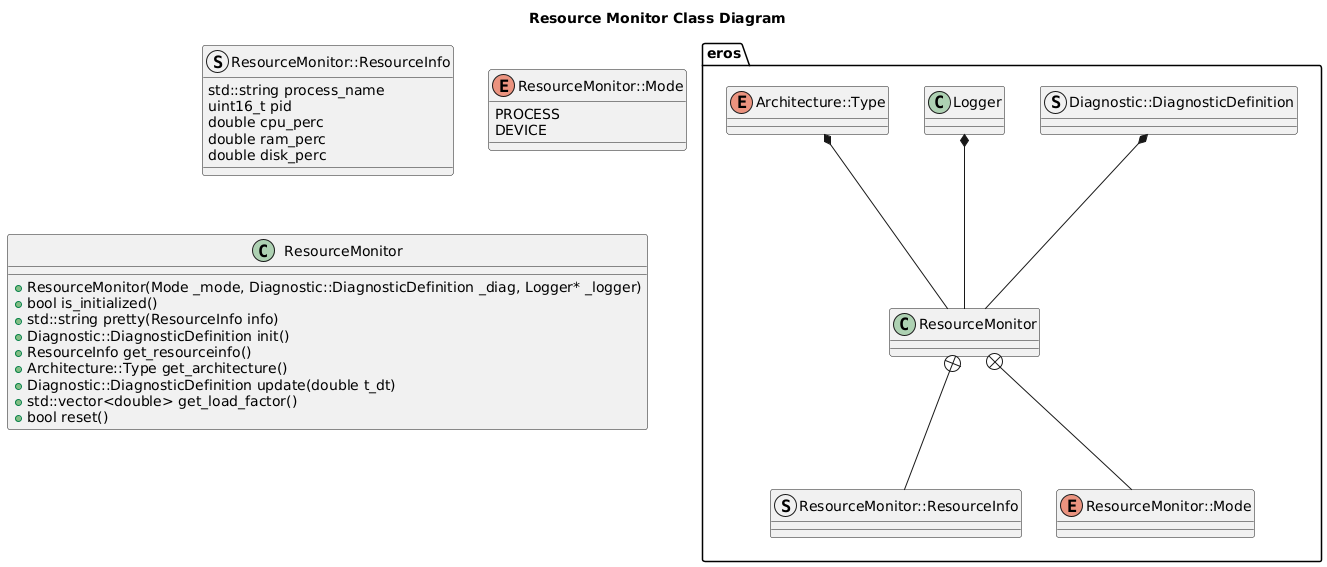 Resource Monitor Class Diagram
S ResourceMonitor::ResourceInfo
std::string process_name
uint16_t pid
double cpu_perc
double ram_perc
double disk_perc
E ResourceMonitor::Mode
PROCESS
DEVICE
C ResourceMonitor
ResourceMonitor(Mode _mode, Diagnostic::DiagnosticDefinition _diag, Logger* _logger)
bool is_initialized()
std::string pretty(ResourceInfo info)
Diagnostic::DiagnosticDefinition init()
ResourceInfo get_resourceinfo()
Architecture::Type get_architecture()
Diagnostic::DiagnosticDefinition update(double t_dt)
std::vector<double> get_load_factor()
bool reset()
eros
E Architecture::Type
C Logger
S Diagnostic::DiagnosticDefinition
C ResourceMonitor
S ResourceMonitor::ResourceInfo
E ResourceMonitor::Mode